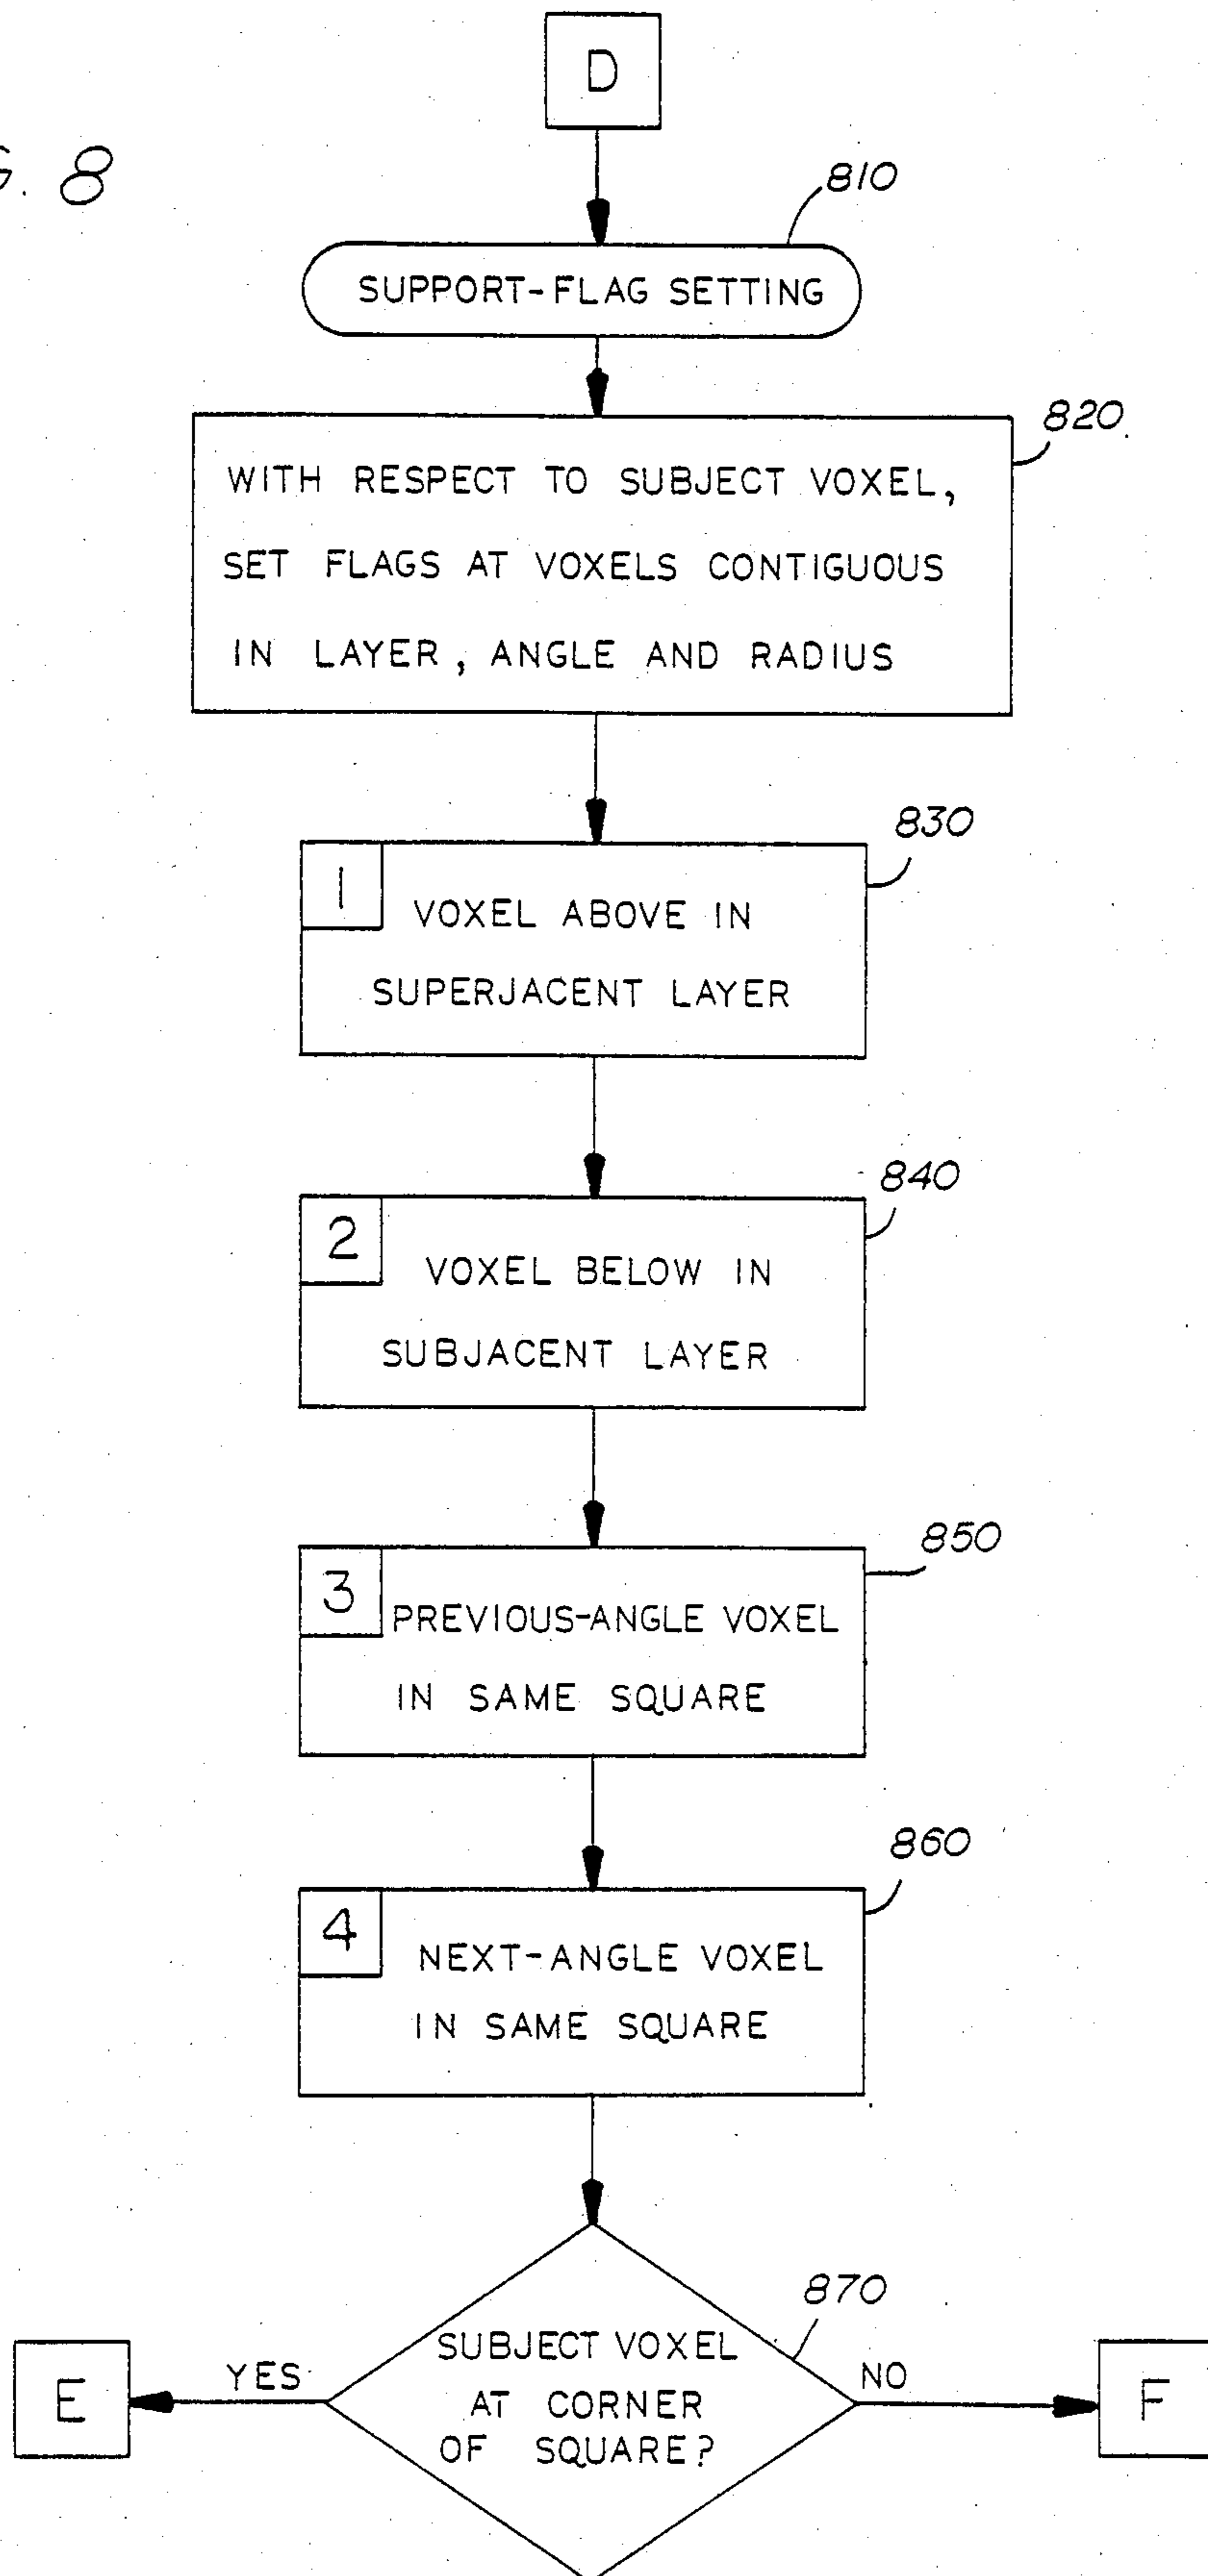 D
G. 8
810
SUPPORT-FLAG SETTING
820
WITH RESPECT TO SUBJECT VOXEL,
SET FLAGS AT VOXELS CONTIGUOUS
IN LAYER, ANGLE AND RADIUS
830
1
VOXEL ABOVE IN
SUPERJACENT LAYER
840
2
VOXEL BELOW IN
SUBJACENT LAYER
850
3
PREVIOUS-ANGLE VOXEL
IN SAME SQUARE
860
4
NEXT-ANGLE VOXEL
IN SAME SQUARE
870
SUBJECT VOXEL
AT CORNER
OF SQUARE?
YES
NO
E
F